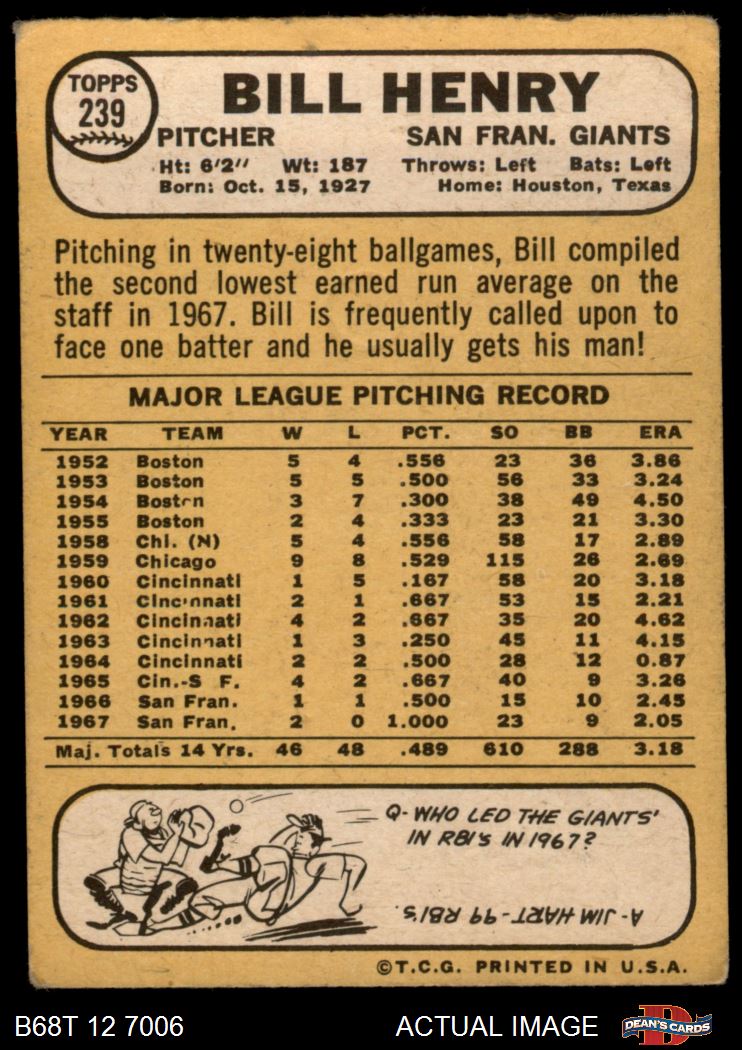 TOPPS
239
BILL HENRY
PITCHER SAN FRAN. GIANTS
Ht: 6'2" Wt: 187 Throws: Left Bats: Left
Born: Oct. 15, 1927 Home: Houston, Texas
Pitching in twenty-eight ballgames, Bill compiled
the second lowest earned run average on the
staff in 1967. Bill is frequently called upon to
face one batter and he usually gets his man!
MAJOR LEAGUE PITCHING RECORD
YEAR TEAM W L PCT. SO BB ERA
1952 Boston 5 4 .556 23 36 3.86
1953 Boston 5 5 .500 56 33 3.24
1954 Boston 3 7 .300 38 49 4.50
1955 Boston 2 4 .333 23 21 3.30
1958 Chi. (N) 5 4 .556 58 17 2.89
1959 Chicago 9 8 .529 115 26 2.69
1960 Cincinnati 1 5 .167 58 20 3.18
1961 Cincinnati 2 1 .667 53 15 2.21
1962 Cincinnati 4 2 .667 35 20 4.62
1963 Cincinnati 1 3 .250 45 11 4.15
1964 Cincinnati 2 2 .500 28 12 0.87
1965 Cin.-S F. 4 2 .667 40 9 3.26
1966 San Fran. 1 1 .500 15 10 2.45
1967 San Fran. 2 0 1.000 23 9 2.05
Maj. Totals 14 Yrs. 46 48 .489 610 288 3.18
Q-WHO LED THE GIANTS'
IN RBI'S IN 1967?
A-JIM HART-99 RBI'S.
©T.C.G. PRINTED IN U.S.A.
B68T 12 7006 ACTUAL IMAGE DEAN'S CARDS